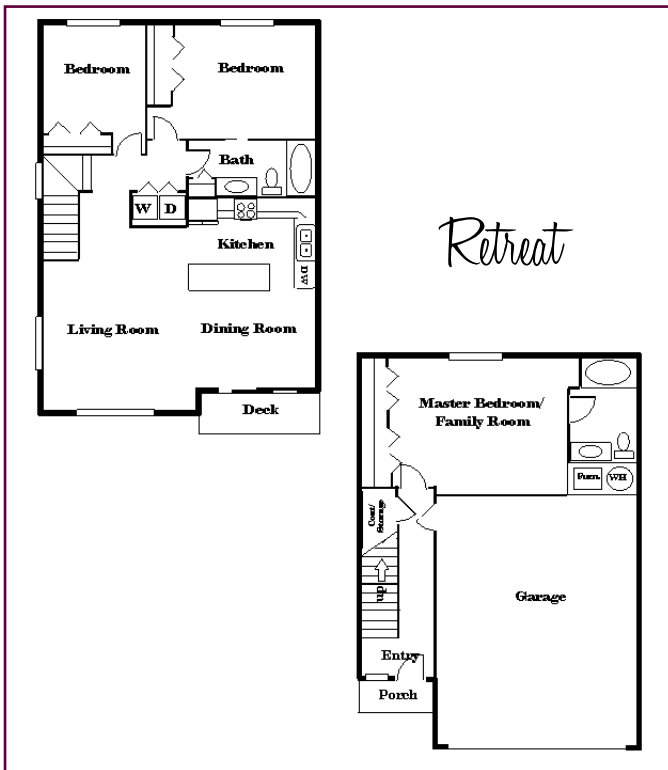 Bedroom
Bedroom
Bath
W
D
Kitchen
DW
Living Room
Dining Room
Deck
Retreat
Master Bedroom/
Family Room
Furn.
WH
Coat/
Storage
up
Garage
Entry
Porch